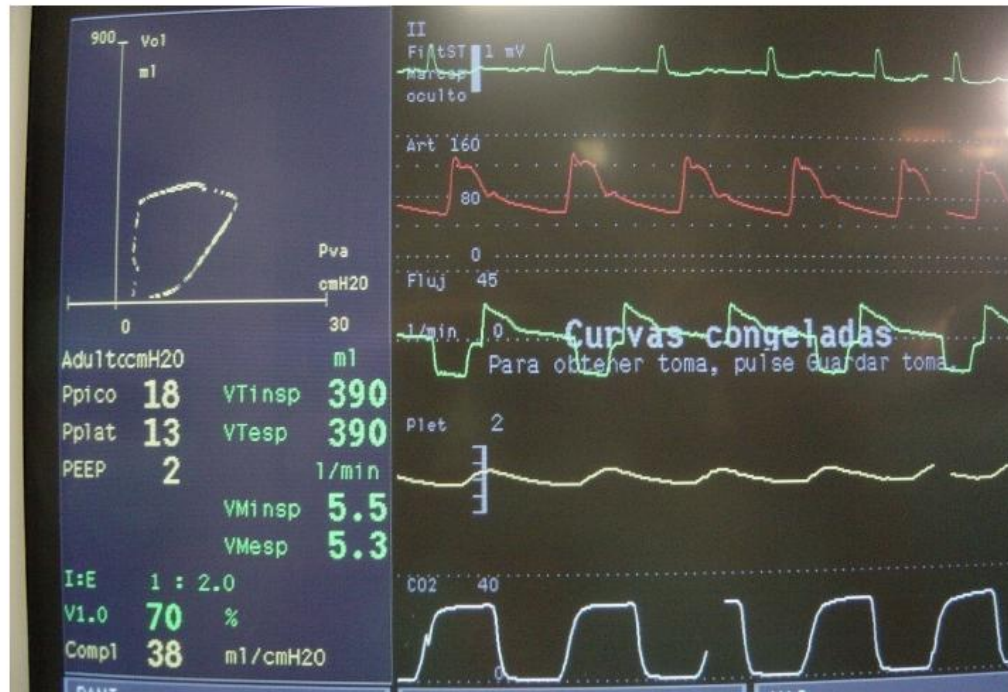 900 Vol
ml
Pva
cmH2O
0 30
AdultccmH2O ml
Ppico 18 VTinsp 390
Pplat 13 VTesp 390
PEEP 2 l/min
VMinsp 5.5
VMesp 5.3
I:E 1 : 2.0
V1.0 70 %
Compl 38 ml/cmH2O
II
1 mV
oculto
Art 160
80
0
Fluj 45
l/min 0
Curvas congeladas
Para obtener toma, pulse Guardar toma
Plet 2
CO2 40
0